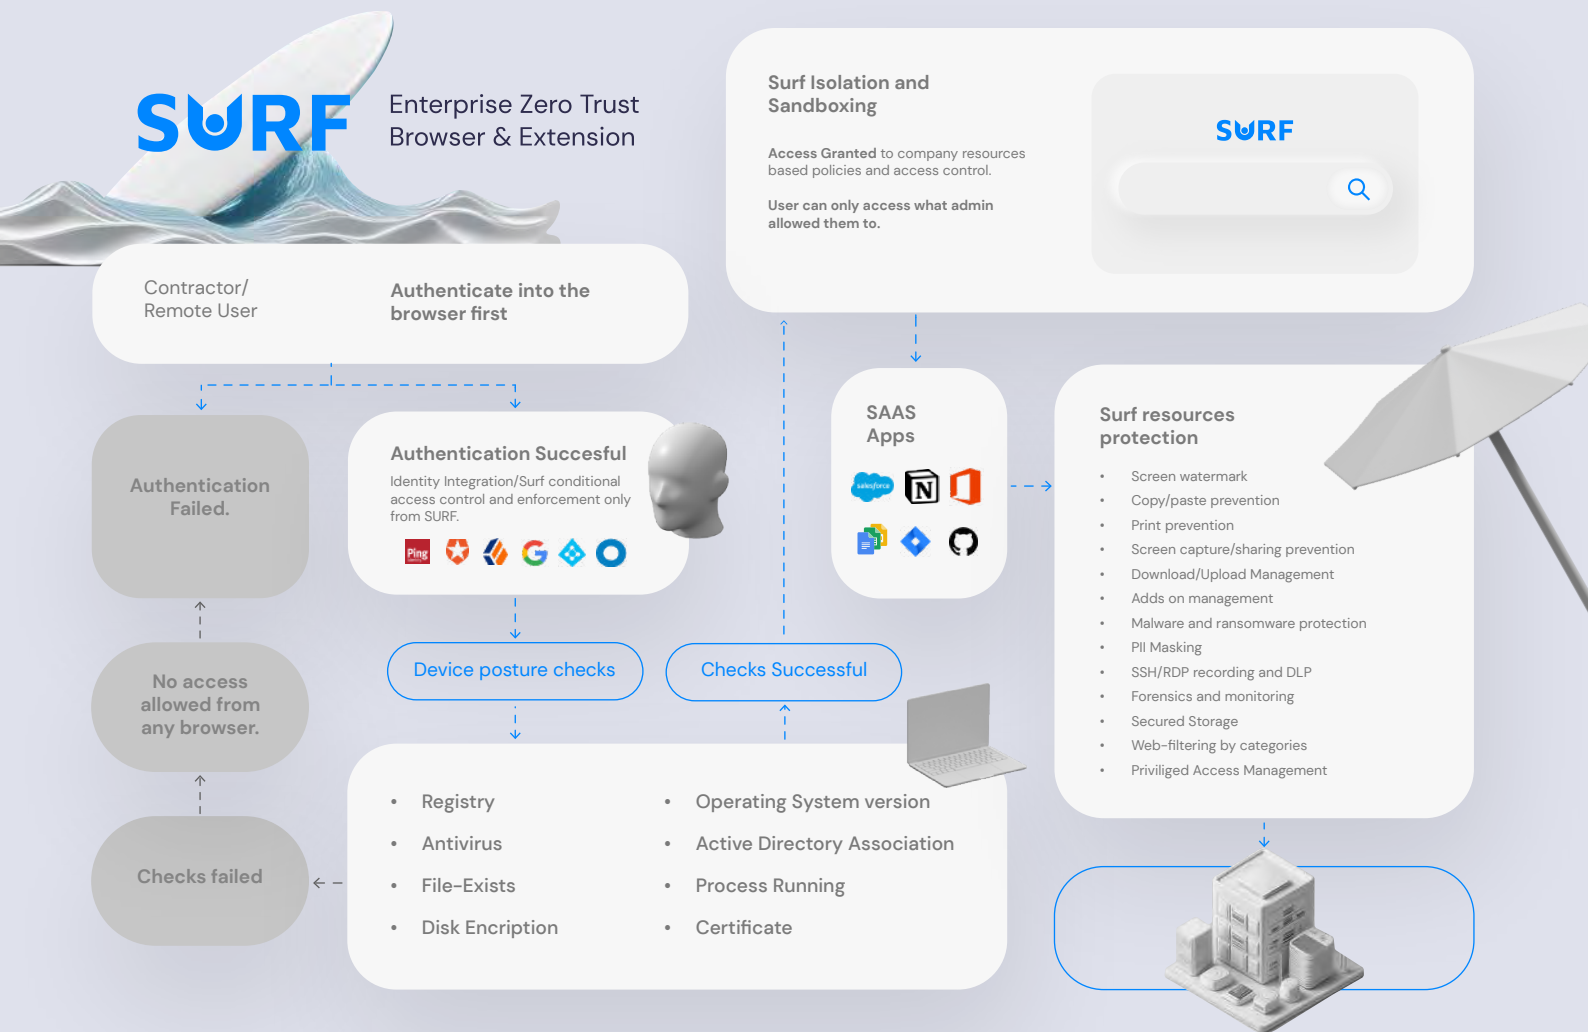 SURF
Enterprise Zero Trust
Browser & Extension
Contractor/
Remote User
Authenticate into the
browser first
Authentication
Failed.
Authentication Succesful
Identity Integration/Surf conditional
access control and enforcement only
from SURF.
Ping
No access
allowed from
any browser.
Device posture checks
Checks Successful
Checks failed
• Registry
• Antivirus
• File-Exists
• Disk Encription
• Operating System version
• Active Directory Association
• Process Running
• Certificate
Surf Isolation and
Sandboxing
Access Granted to company resources
based policies and access control.
User can only access what admin
allowed them to.
SURF
SAAS
Apps
salesforce
N
Surf resources
protection
• Screen watermark
• Copy/paste prevention
• Print prevention
• Screen capture/sharing prevention
• Download/Upload Management
• Adds on management
• Malware and ransomware protection
• PII Masking
• SSH/RDP recording and DLP
• Forensics and monitoring
• Secured Storage
• Web-filtering by categories
• Priviliged Access Management